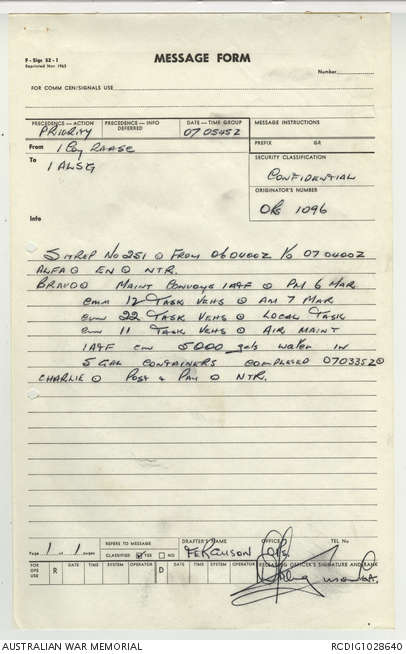 F - Sigs 52 - 1
Reprinted Nov 1965
MESSAGE FORM
Number
FOR COMM CEN/SIGNALS USE
PRECEDENCE—ACTION
PRIORITY
PRECEDENCE—INFO
DEFERRED
DATE—TIME GROUP
070545Z
MESSAGE INSTRUCTIONS
From 1 Coy RAASC
PREFIX GR
To 1 ALSG
SECURITY CLASSIFICATION
CONFIDENTIAL
ORIGINATOR'S NUMBER
Info
OPS 1096
SITREP No 251 ⊙ FROM 060400Z TO 070400Z
ALFA ⊙ EN ⊙ NTR.
BRAVO ⊙ MAINT CONVOYS 1ATF ⊙ PM 6 MAR
12 TASK VEHS ⊙ AM 7 MAR
22 TASK VEHS ⊙ LOCAL TASK
11 TASK VEHS ⊙ AIR MAINT
1ATF 5000 gals water in
5 GAL CONTAINERS COMPLETED 070335Z ⊙
CHARLIE ⊙ POST & PAY ⊙ NTR.
Page 1 of 1 pages
REFERS TO MESSAGE
CLASSIFIED YES NO
DRAFTER'S NAME
FERGUSON
OFFICE
Ops
TEL No
FOR OPS USE
R DATE TIME SYSTEM OPERATOR D DATE TIME SYSTEM OPERATOR
RELEASING OFFICER'S SIGNATURE AND RANK
AUSTRALIAN WAR MEMORIAL
RCDIG1028640